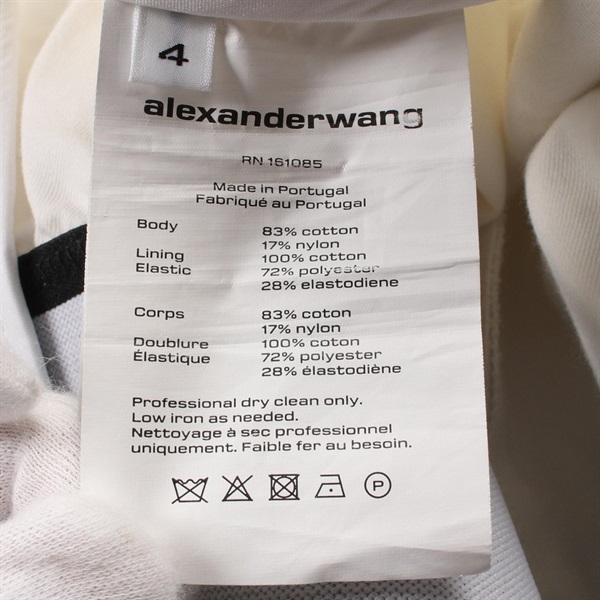 4
alexanderwang
RN 161085
Made in Portugal
Fabriqué au Portugal
Body 83% cotton
17% nylon
Lining 100% cotton
Elastic 72% polyester
28% elastodiene
Corps 83% coton
17% nylon
Doublure 100% coton
Élastique 72% polyester
28% élastodiène
Professional dry clean only.
Low iron as needed.
Nettoyage à sec professionnel
uniquement. Faible fer au besoin.
P